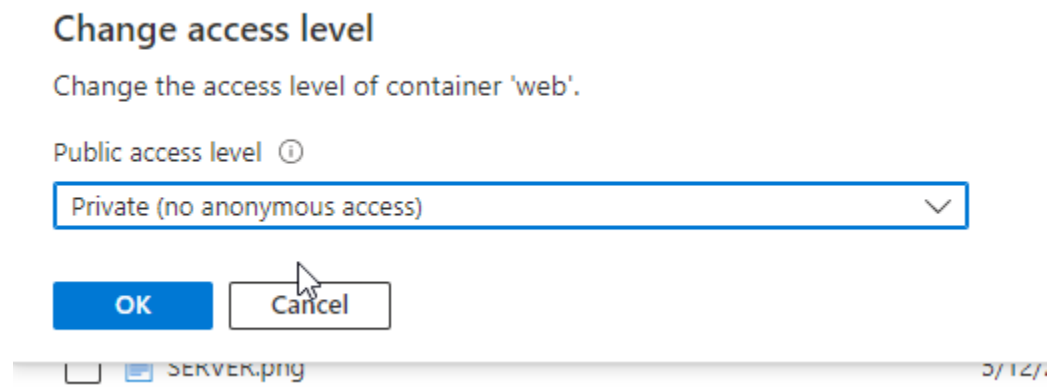 Change access level
Change the access level of container 'web'.
Public access level
Private (no anonymous access)
OK Cancel
SERVER.png